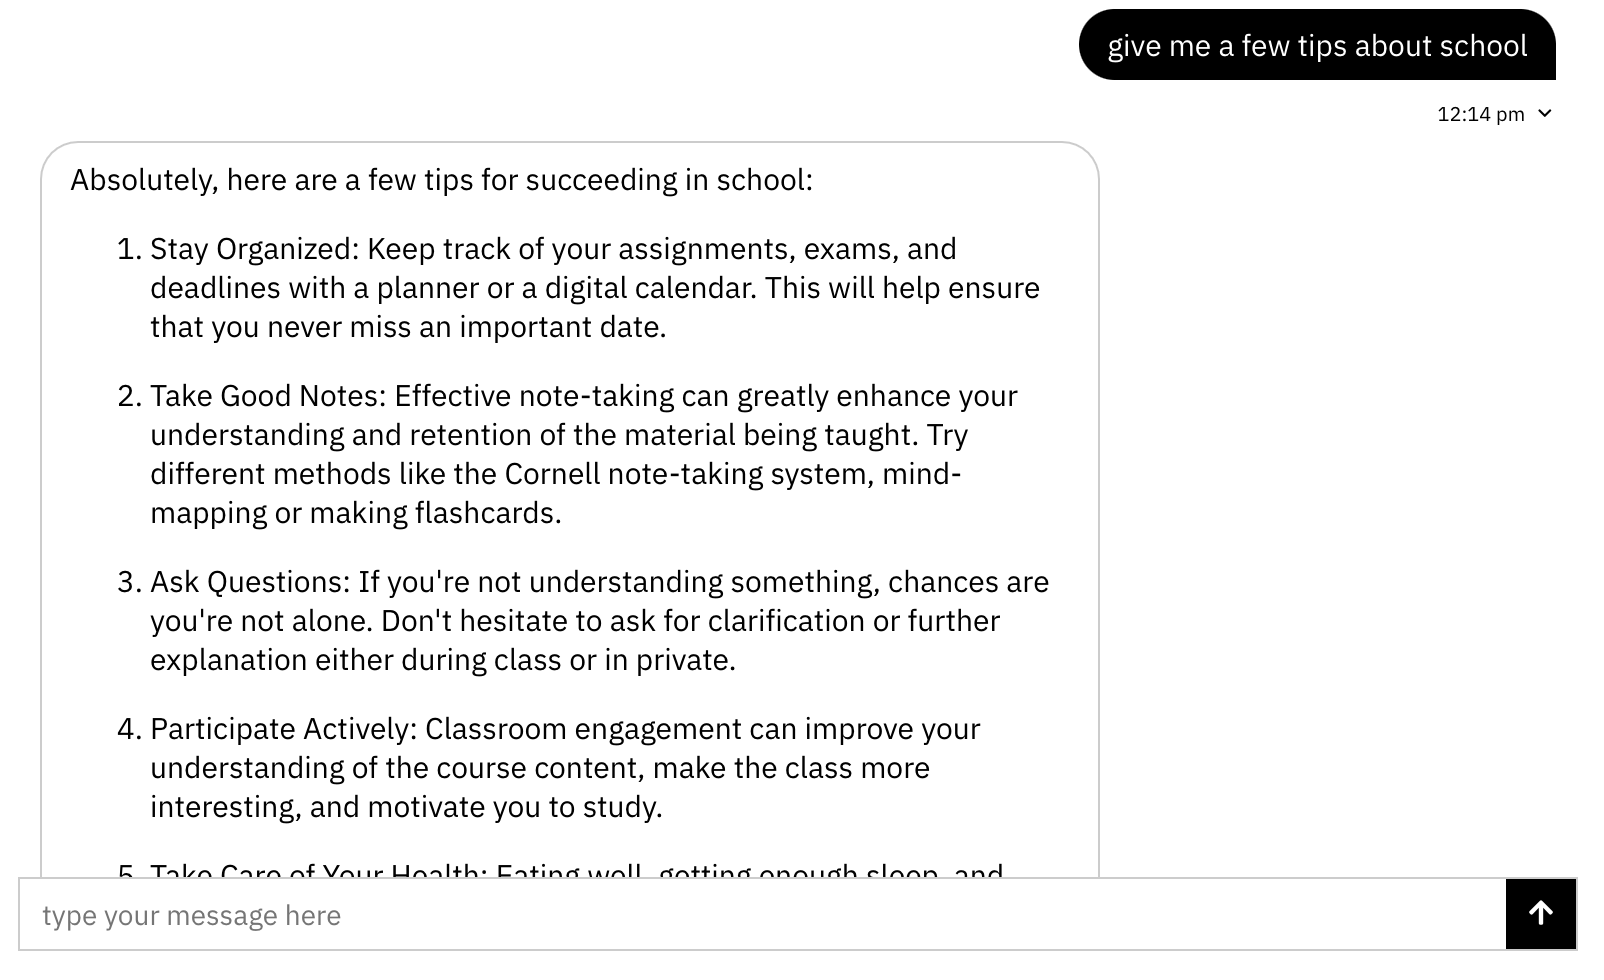 give me a few tips about school
12:14 pm
Absolutely, here are a few tips for succeeding in school:
1. Stay Organized: Keep track of your assignments, exams, and
deadlines with a planner or a digital calendar. This will help ensure
that you never miss an important date.
2. Take Good Notes: Effective note-taking can greatly enhance your
understanding and retention of the material being taught. Try
different methods like the Cornell note-taking system, mind-
mapping or making flashcards.
3. Ask Questions: If you're not understanding something, chances are
you're not alone. Don't hesitate to ask for clarification or further
explanation either during class or in private.
4. Participate Actively: Classroom engagement can improve your
understanding of the course content, make the class more
interesting, and motivate you to study.
5. Take Care of Your Health: Eating well, getting enough sleep, and
type your message here